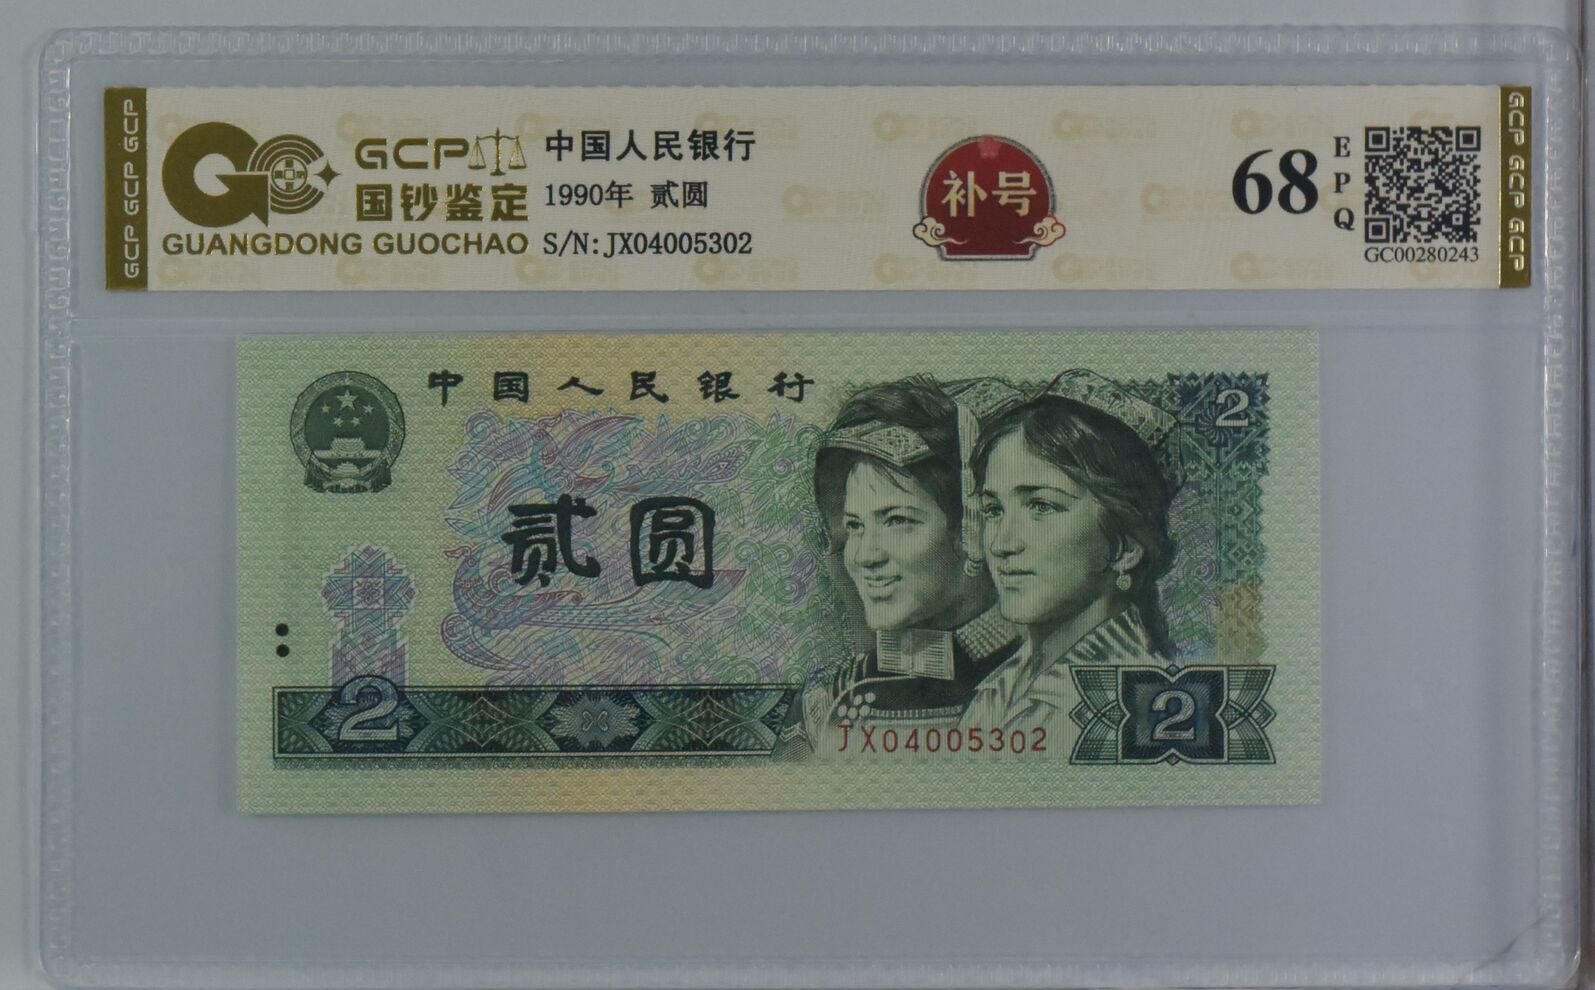 GCP GCP GCP
GCP
国钞鉴定
GUANGDONG GUOCHAO
中国人民银行
1990年 贰圆
S/N:JX04005302
补号
68
EPQ
GC00280243
GCP GCP GCP
中国人民银行
2
贰圆
2
JX04005302
2